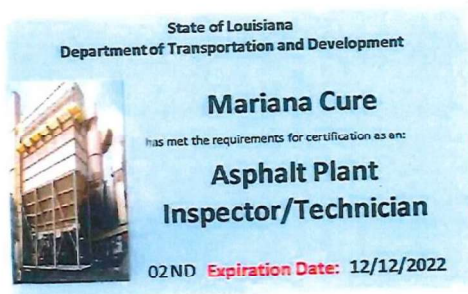 State of Louisiana
Department of Transportation and Development
Mariana Cure
has met the requirements for certification as an:
Asphalt Plant
Inspector/Technician
02ND Expiration Date: 12/12/2022